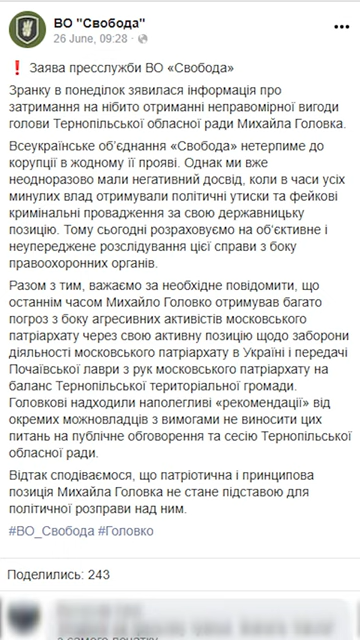 ВО "Свобода"
26 June, 09:28
❗ Заява пресслужби ВО «Свобода»
Зранку в понеділок зявилася інформація про
затримання на нібито отриманні неправомірної вигоди
голови Тернопільської обласної ради Михайла Головка.
Всеукраїнське об'єднання «Свобода» нетерпиме до
корупції в жодному її прояві. Однак ми вже
неодноразово мали негативний досвід, коли в часи усіх
минулих влад отримували політичні утиски та фейкові
кримінальні провадження за свою державницьку
позицію. Тому сьогодні розраховуємо на об'єктивне і
неупереджене розслідування цієї справи з боку
правоохоронних органів.
Разом з тим, вважаємо за необхідне повідомити, що
останнім часом Михайло Головко отримував багато
погроз з боку агресивних активістів московського
патріархату через свою активну позицію щодо заборони
діяльності московського патріархату в Україні і передачі
Почаївської лаври з рук московського патріархату на
баланс Тернопільської територіальної громади.
Головкові надходили наполегливі «рекомендації» від
окремих можновладців з вимогами не виносити цих
питань на публічне обговорення та сесію Тернопільської
обласної ради.
Відтак сподіваємося, що патріотична і принципова
позиція Михайла Головка не стане підставою для
політичної розправи над ним.
#ВО_Свобода #Головко
Поделились: 243